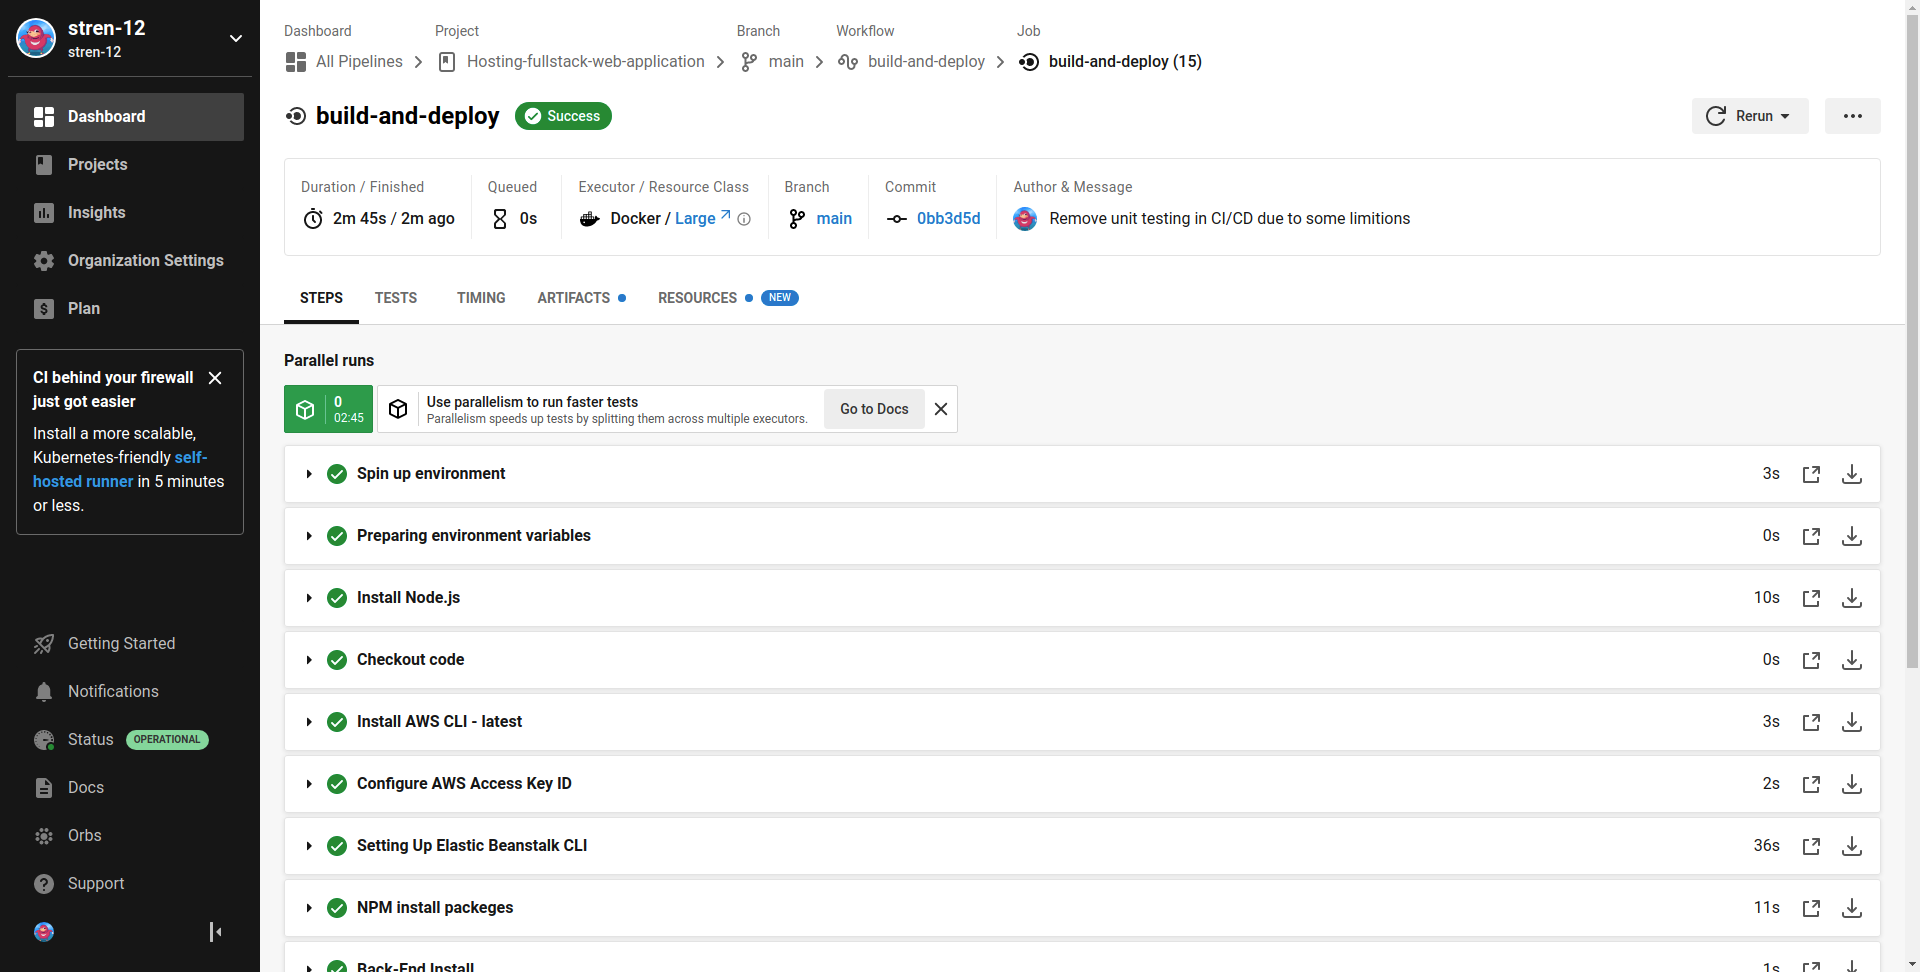 stren-12
stren-12
Dashboard
Projects
Insights
Organization Settings
Plan
CI behind your firewall
just got easier
Install a more scalable,
Kubernetes-friendly self-
hosted runner in 5 minutes
or less.
Getting Started
Notifications
Status OPERATIONAL
Docs
Orbs
Support
Dashboard Project Branch Workflow Job
All Pipelines Hosting-fullstack-web-application main build-and-deploy build-and-deploy (15)
build-and-deploy Success Rerun
Duration / Finished Queued Executor / Resource Class Branch Commit Author & Message
2m 45s / 2m ago 0s Docker / Large main 0bb3d5d Remove unit testing in CI/CD due to some limitions
STEPS TESTS TIMING ARTIFACTS RESOURCES NEW
Parallel runs
0
02:45
Use parallelism to run faster tests
Parallelism speeds up tests by splitting them across multiple executors.
Go to Docs
Spin up environment 3s
Preparing environment variables 0s
Install Node.js 10s
Checkout code 0s
Install AWS CLI - latest 3s
Configure AWS Access Key ID 2s
Setting Up Elastic Beanstalk CLI 36s
NPM install packeges 11s
Back-End Install 1s